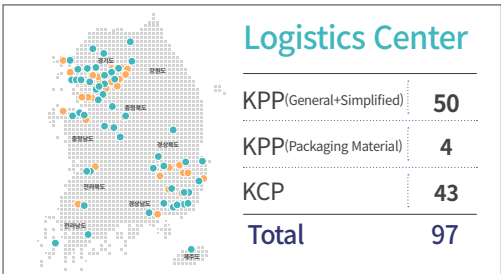 Logistics Center
경기도
강원도
충청북도
충청남도
경상북도
전라북도
경상남도
전라남도
제주도
KPP(General+Simplified) 50
KPP(Packaging Material) 4
KCP 43
Total 97